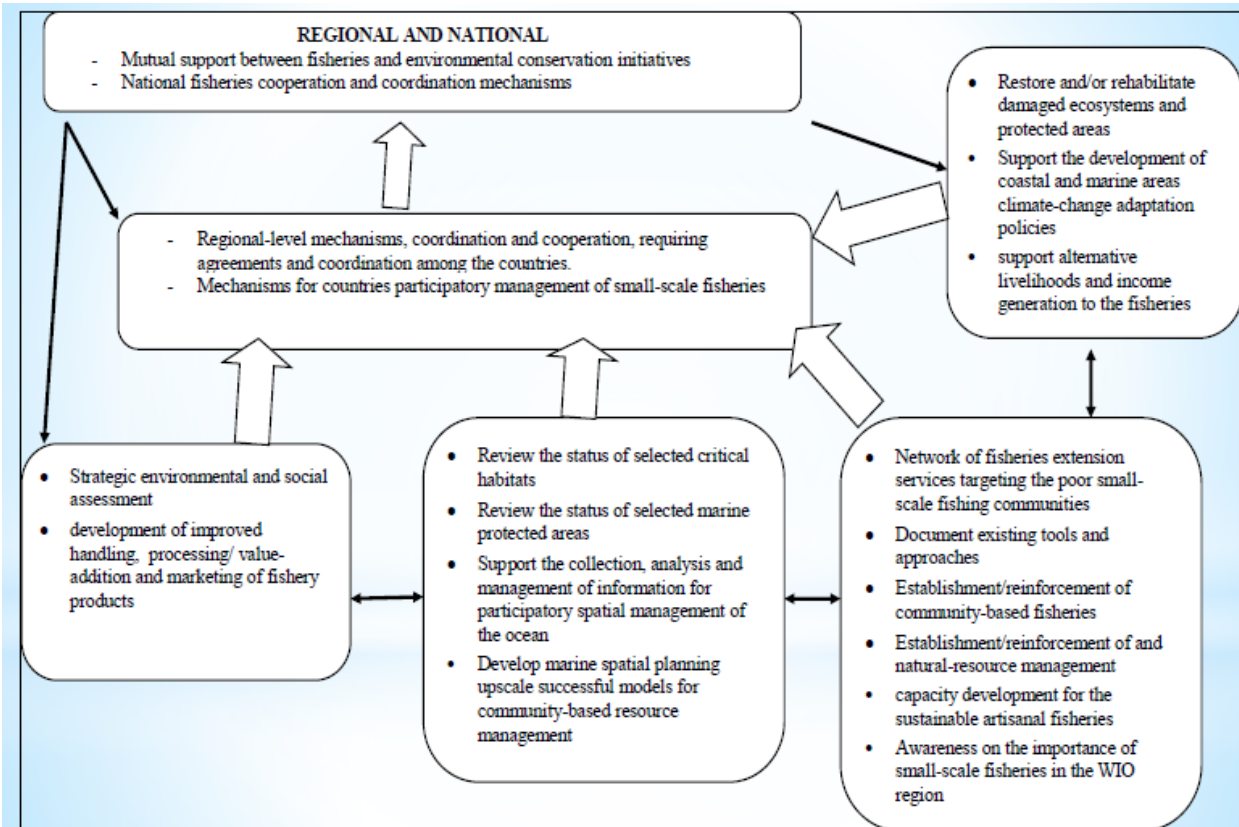 REGIONAL AND NATIONAL
- Mutual support between fisheries and environmental conservation initiatives
- National fisheries cooperation and coordination mechanisms
• Restore and/or rehabilitate
damaged ecosystems and
protected areas
• Support the development of
coastal and marine areas
climate-change adaptation
policies
• support alternative
livelihoods and income
generation to the fisheries
- Regional-level mechanisms, coordination and cooperation, requiring
agreements and coordination among the countries.
- Mechanisms for countries participatory management of small-scale fisheries
• Strategic environmental and social
assessment
• development of improved
handling, processing/ value-
addition and marketing of fishery
products
• Review the status of selected critical
habitats
• Review the status of selected marine
protected areas
• Support the collection, analysis and
management of information for
participatory spatial management of
the ocean
• Develop marine spatial planning
upscale successful models for
community-based resource
management
• Network of fisheries extension
services targeting the poor small-
scale fishing communities
• Document existing tools and
approaches
• Establishment/reinforcement of
community-based fisheries
• Establishment/reinforcement of and
natural-resource management
• capacity development for the
sustainable artisanal fisheries
• Awareness on the importance of
small-scale fisheries in the WIO
region